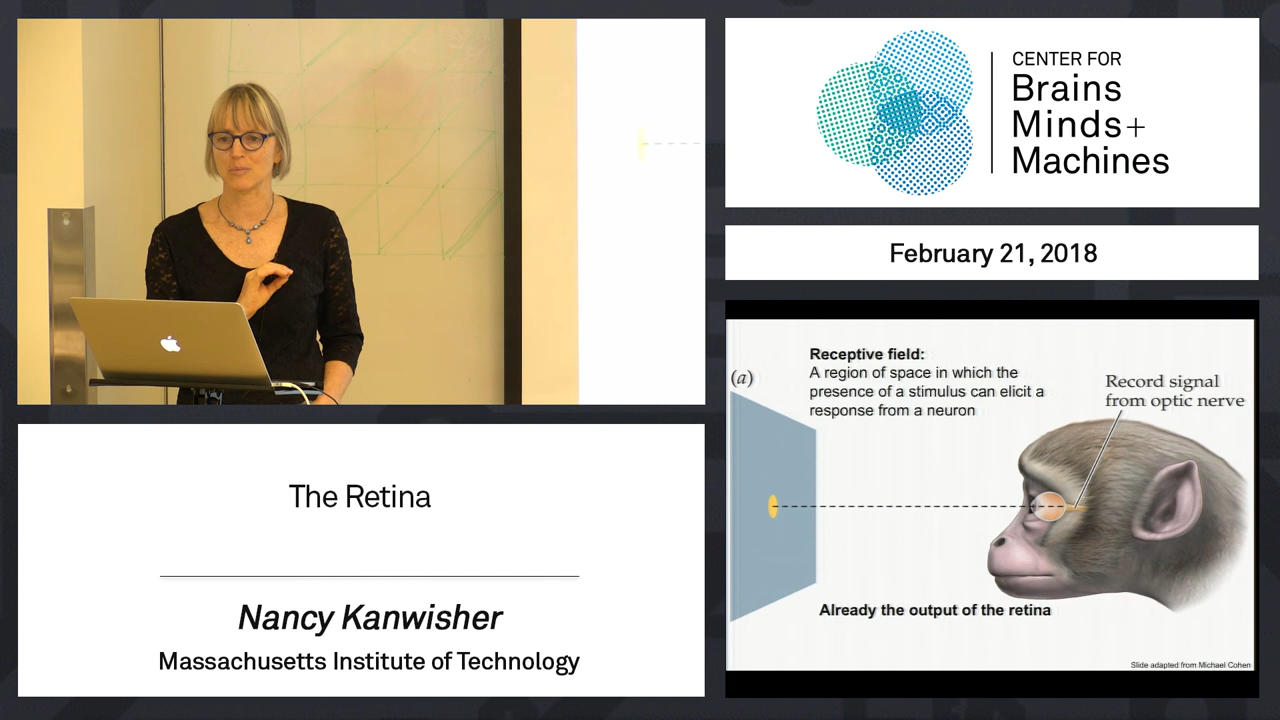 CENTER FOR
Brains
Minds+
Machines
February 21, 2018
The Retina
Nancy Kanwisher
Massachusetts Institute of Technology
Receptive field:
A region of space in which the
presence of a stimulus can elicit a
response from a neuron
(a)
Record signal
from optic nerve
Already the output of the retina
Slide adapted from Michael Cohen